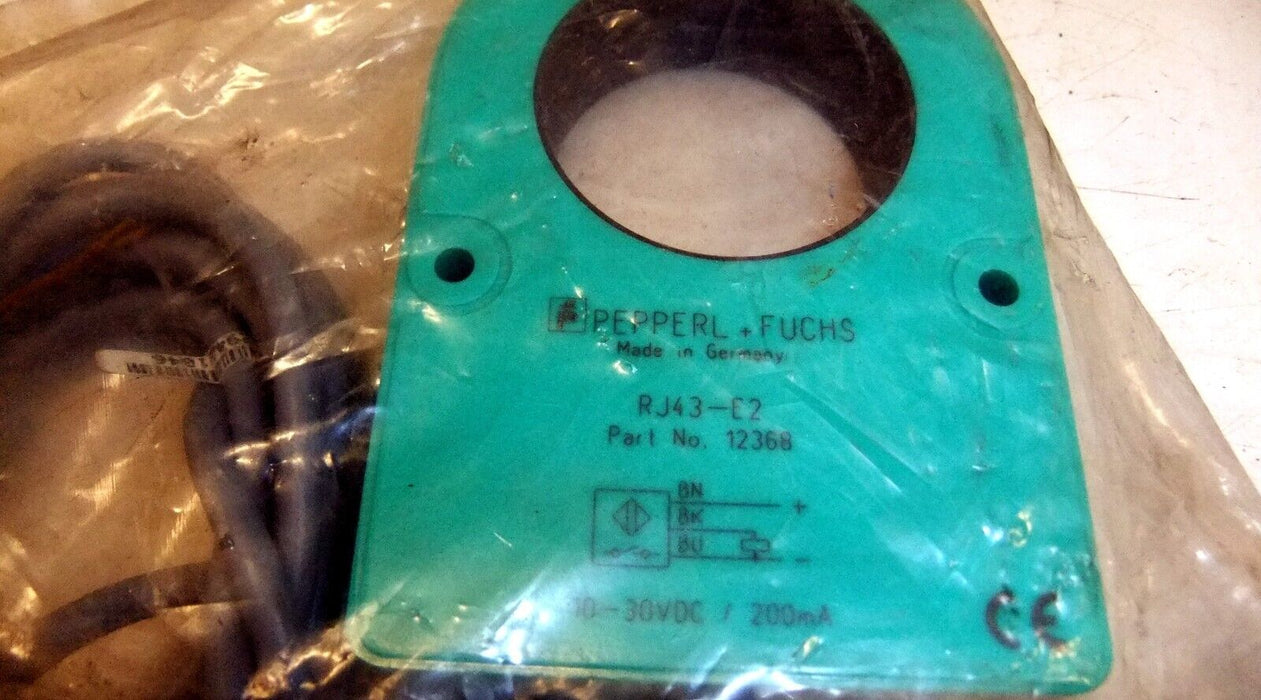 PEPPERL + FUCHS
Made in Germany
RJ43-E2
Part No. 12368
BN
+
BK
BU
-
10-30VDC / 200mA
CE